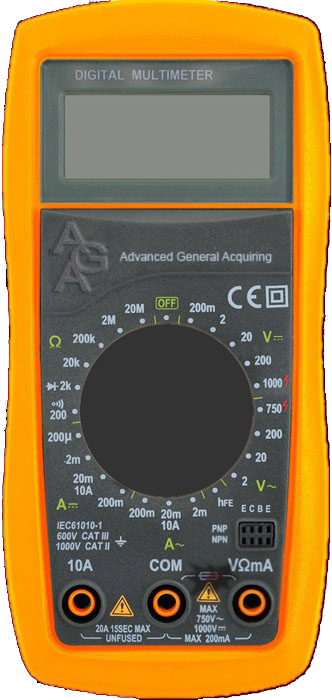 DIGITAL MULTIMETER
AGA
Advanced General Acquiring
CE
OFF
20M 200m
2M 2
Ω 200k 20 V⎓
20k 200
2k 1000
200 750
200µ 200
2m 20
20m
10A 2 V~
A⎓ 200m 200m 20m
10A 2m hFE
A~
E C B E
PNP
NPN
IEC61010-1
600V CAT III
1000V CAT II
10A COM VΩmA
20A 15SEC MAX
UNFUSED
MAX
750V~
1000V⎓
MAX 200mA